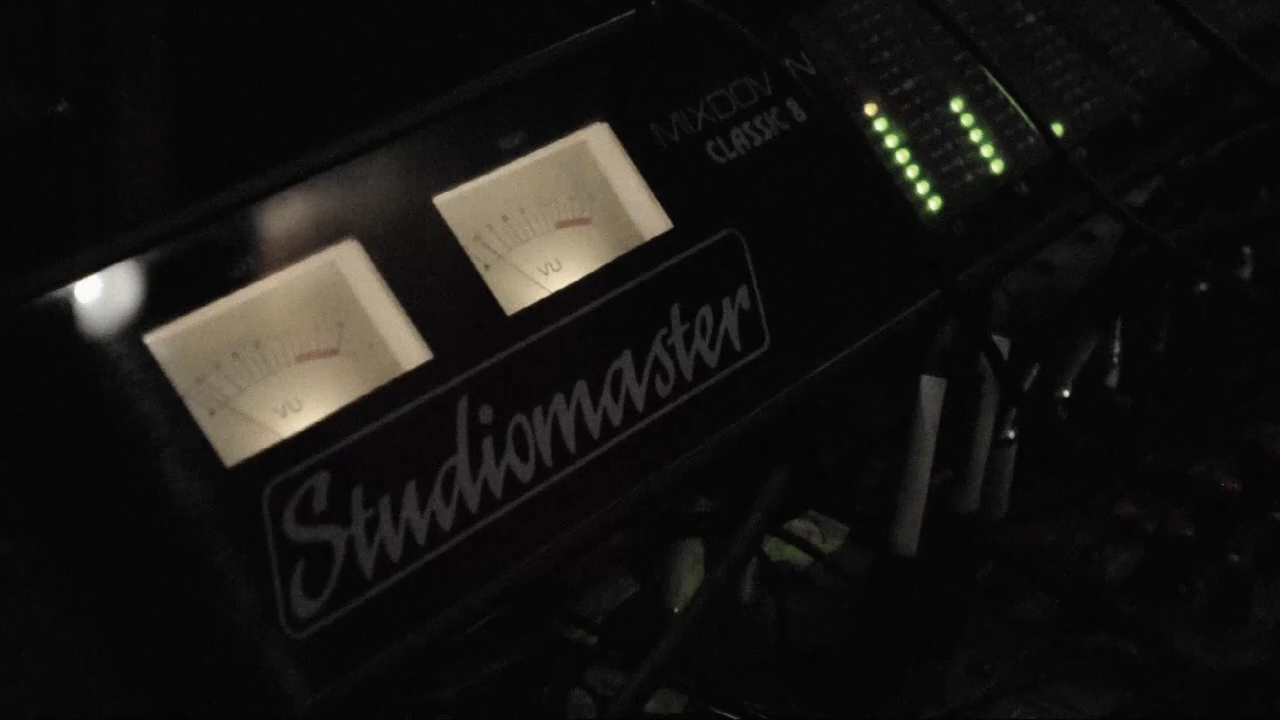 MIXDOWN
CLASSIC 8
VU
VU
Studiomaster